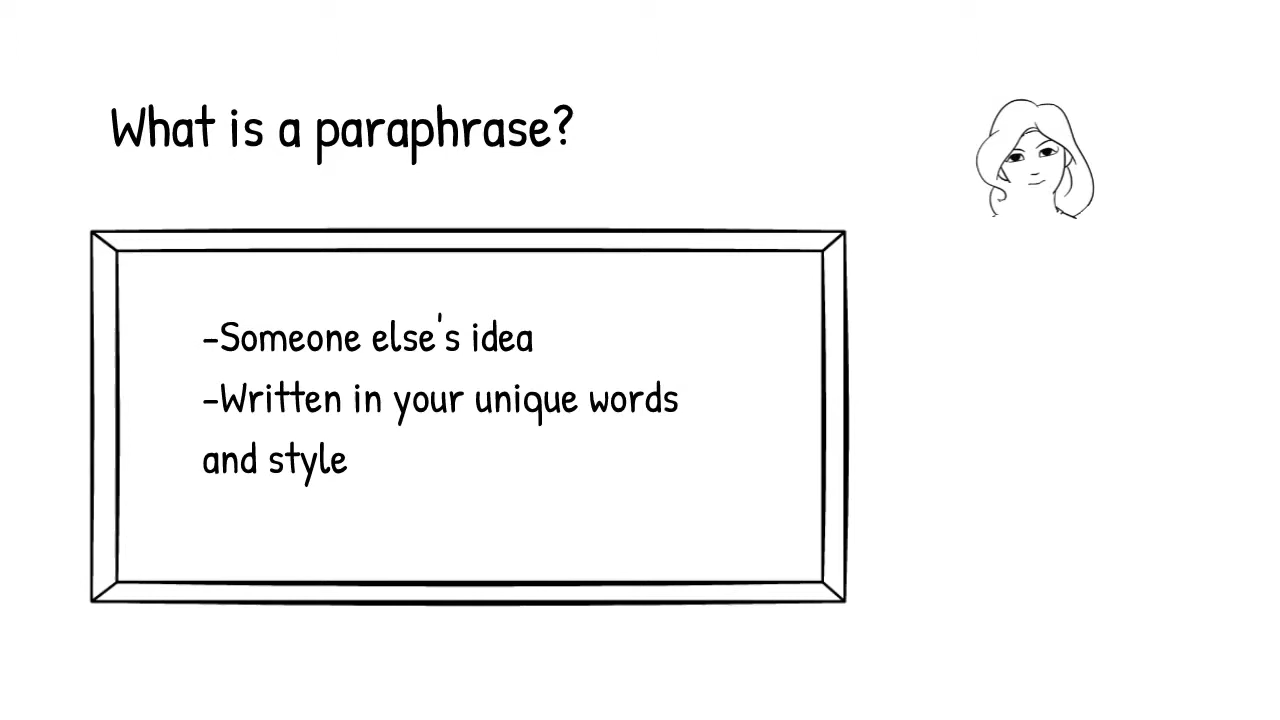 What is a paraphrase?
-Someone else's idea
-Written in your unique words
and style